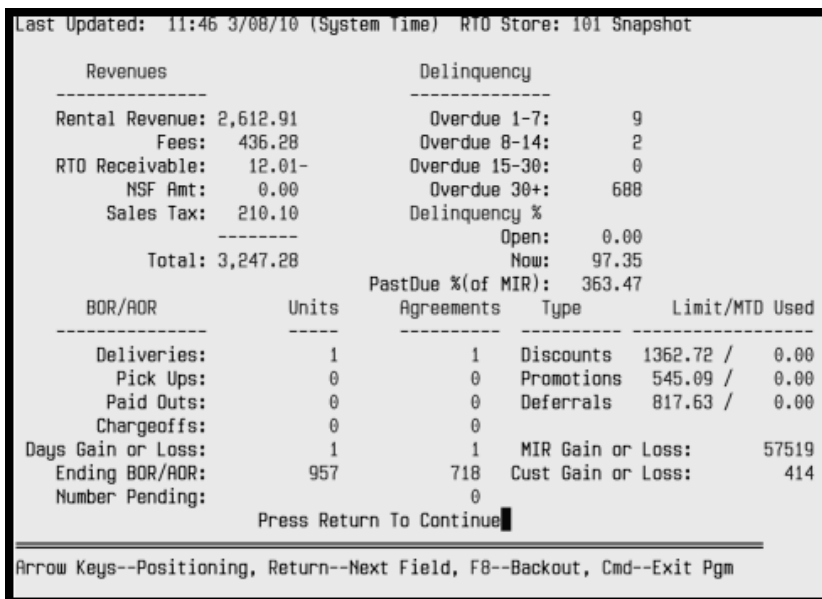 Last Updated: 11:46 3/08/10 (System Time) RTO Store: 101 Snapshot
Revenues Delinquency
--------------- --------------
Rental Revenue: 2,612.91 Overdue 1-7: 9
Fees: 436.28 Overdue 8-14: 2
RTO Receivable: 12.01- Overdue 15-30: 0
NSF Amt: 0.00 Overdue 30+: 688
Sales Tax: 210.10 Delinquency %
-------- Open: 0.00
Total: 3,247.28 Now: 97.35
PastDue %(of MIR): 363.47
BOR/AOR Units Agreements Type Limit/MTD Used
--------------- ----- ---------- ---------- ------------------
Deliveries: 1 1 Discounts 1362.72 / 0.00
Pick Ups: 0 0 Promotions 545.09 / 0.00
Paid Outs: 0 0 Deferrals 817.63 / 0.00
Chargeoffs: 0 0
Days Gain or Loss: 1 1 MIR Gain or Loss: 57519
Ending BOR/AOR: 957 718 Cust Gain or Loss: 414
Number Pending: 0
Press Return To Continue
Arrow Keys--Positioning, Return--Next Field, F8--Backout, Cmd--Exit Pgm